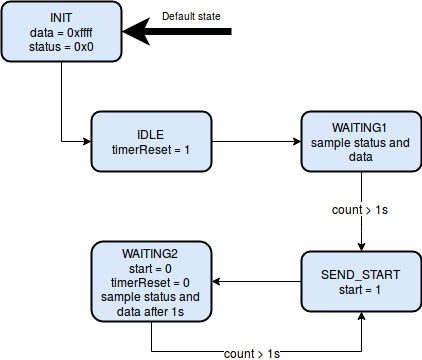 INIT
data = 0xffff
status = 0x0
Default state
IDLE
timerReset = 1
WAITING1
sample status and
data
count > 1s
WAITING2
start = 0
timerReset = 0
sample status and
data after 1s
SEND_START
start = 1
count > 1s